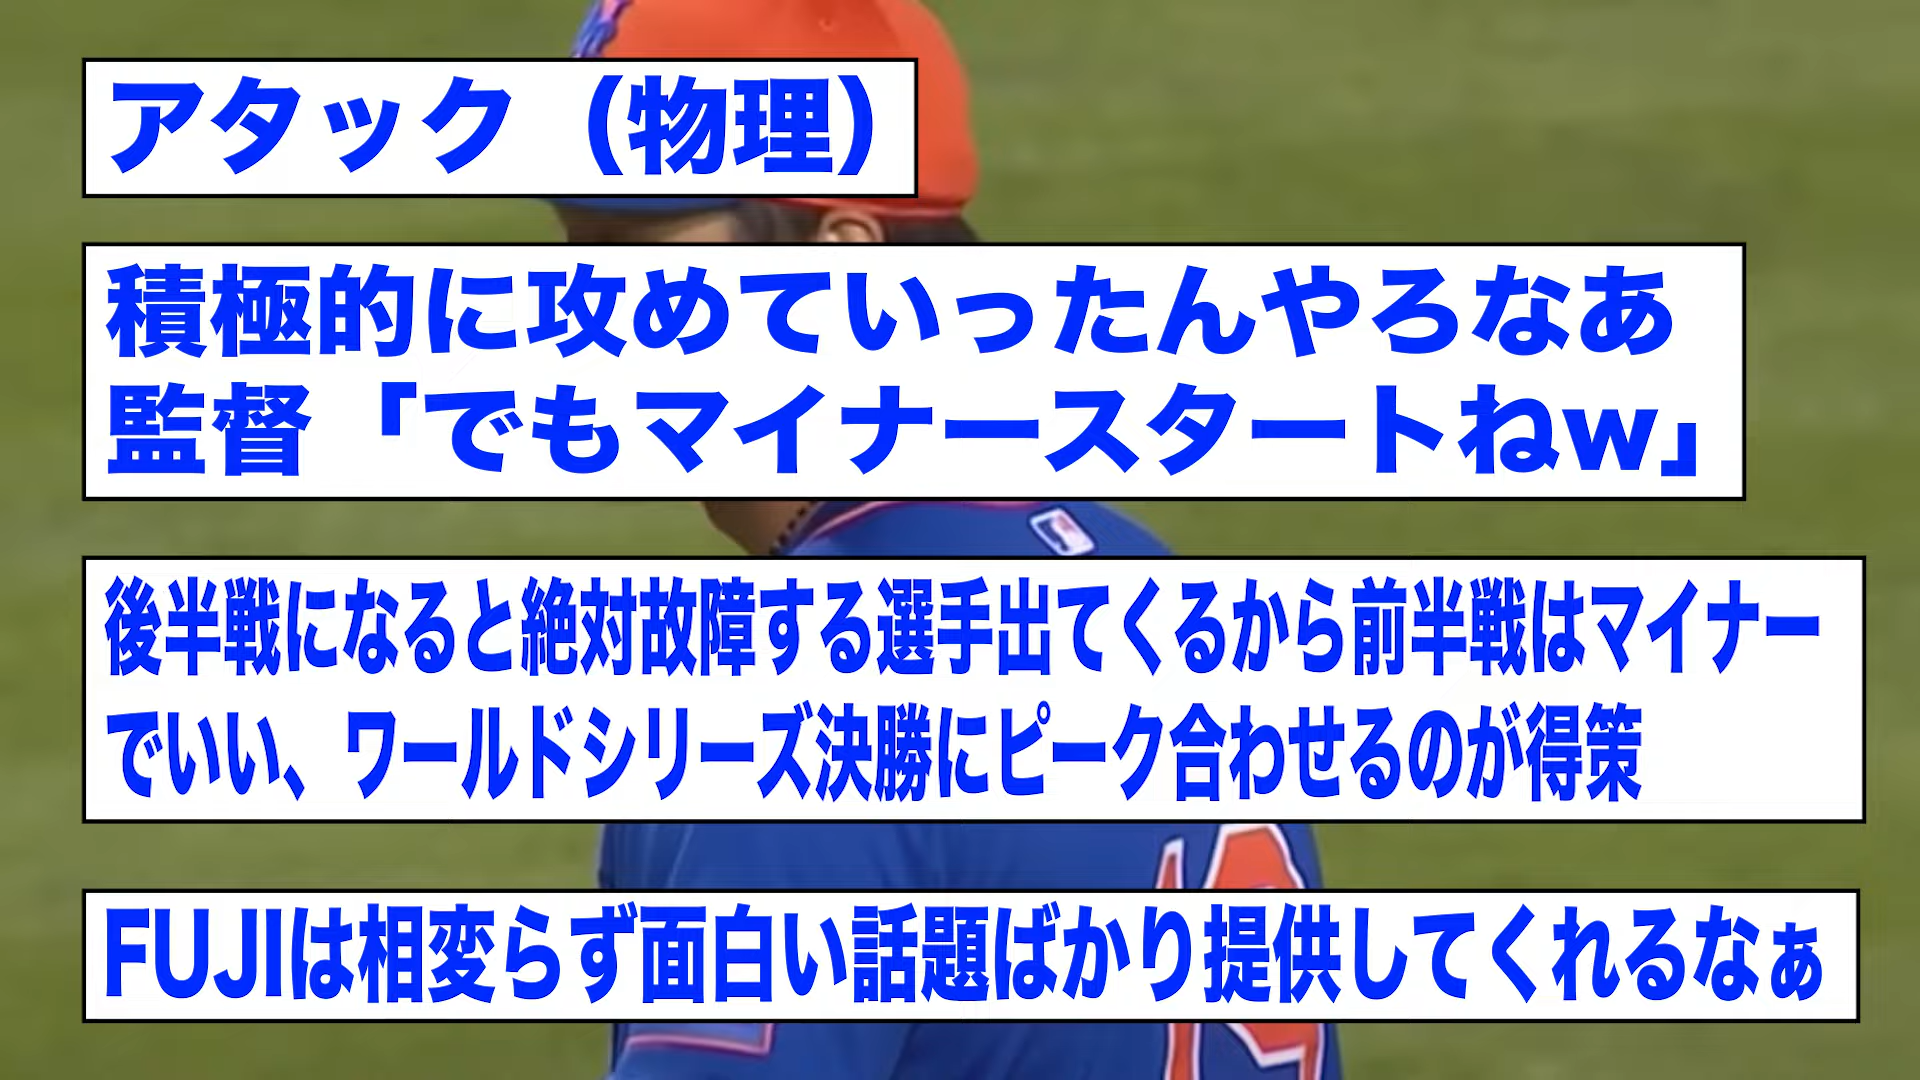 アタック（物理）
積極的に攻めていったんやろなあ
監督「でもマイナースタートねw」
後半戦になると絶対故障する選手出てくるから前半戦はマイナー
でいい、ワールドシリーズ決勝にピーク合わせるのが得策
FUJIは相変らず面白い話題ばかり提供してくれるなぁ